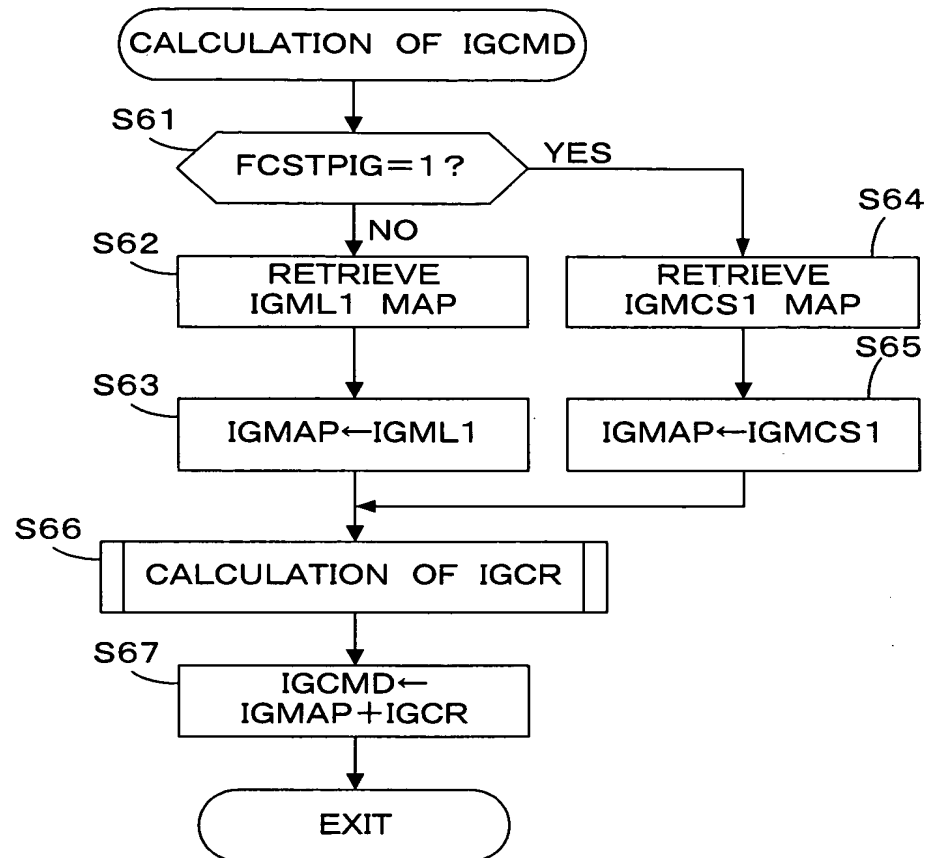 CALCULATION OF IGCMD
S61
FCSTPIG=1?
YES
NO
S62
RETRIEVE
IGML1 MAP
S64
RETRIEVE
IGMCS1 MAP
S63
IGMAP←IGML1
S65
IGMAP←IGMCS1
S66
CALCULATION OF IGCR
S67
IGCMD←
IGMAP+IGCR
EXIT